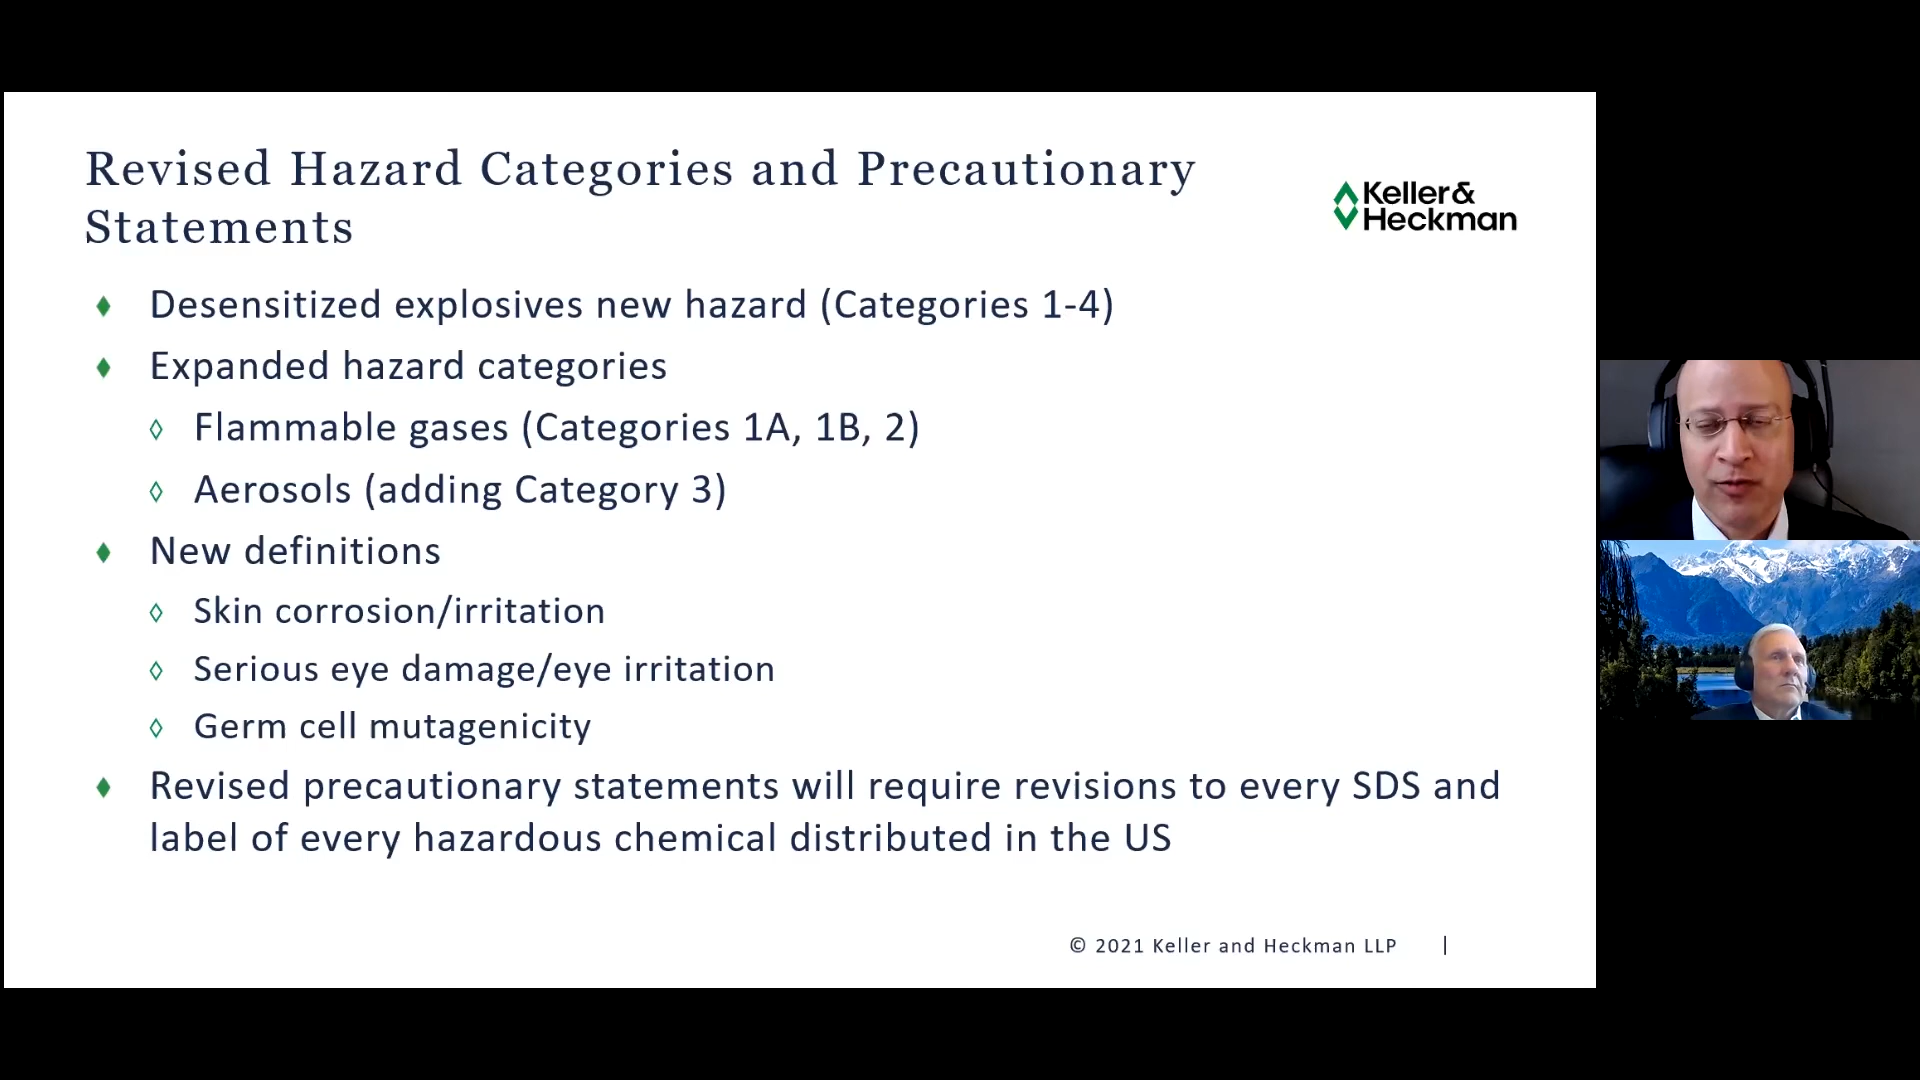 Revised Hazard Categories and Precautionary
Statements
Keller&
Heckman
Desensitized explosives new hazard (Categories 1-4)
Expanded hazard categories
Flammable gases (Categories 1A, 1B, 2)
Aerosols (adding Category 3)
New definitions
Skin corrosion/irritation
Serious eye damage/eye irritation
Germ cell mutagenicity
Revised precautionary statements will require revisions to every SDS and
label of every hazardous chemical distributed in the US
© 2021 Keller and Heckman LLP |